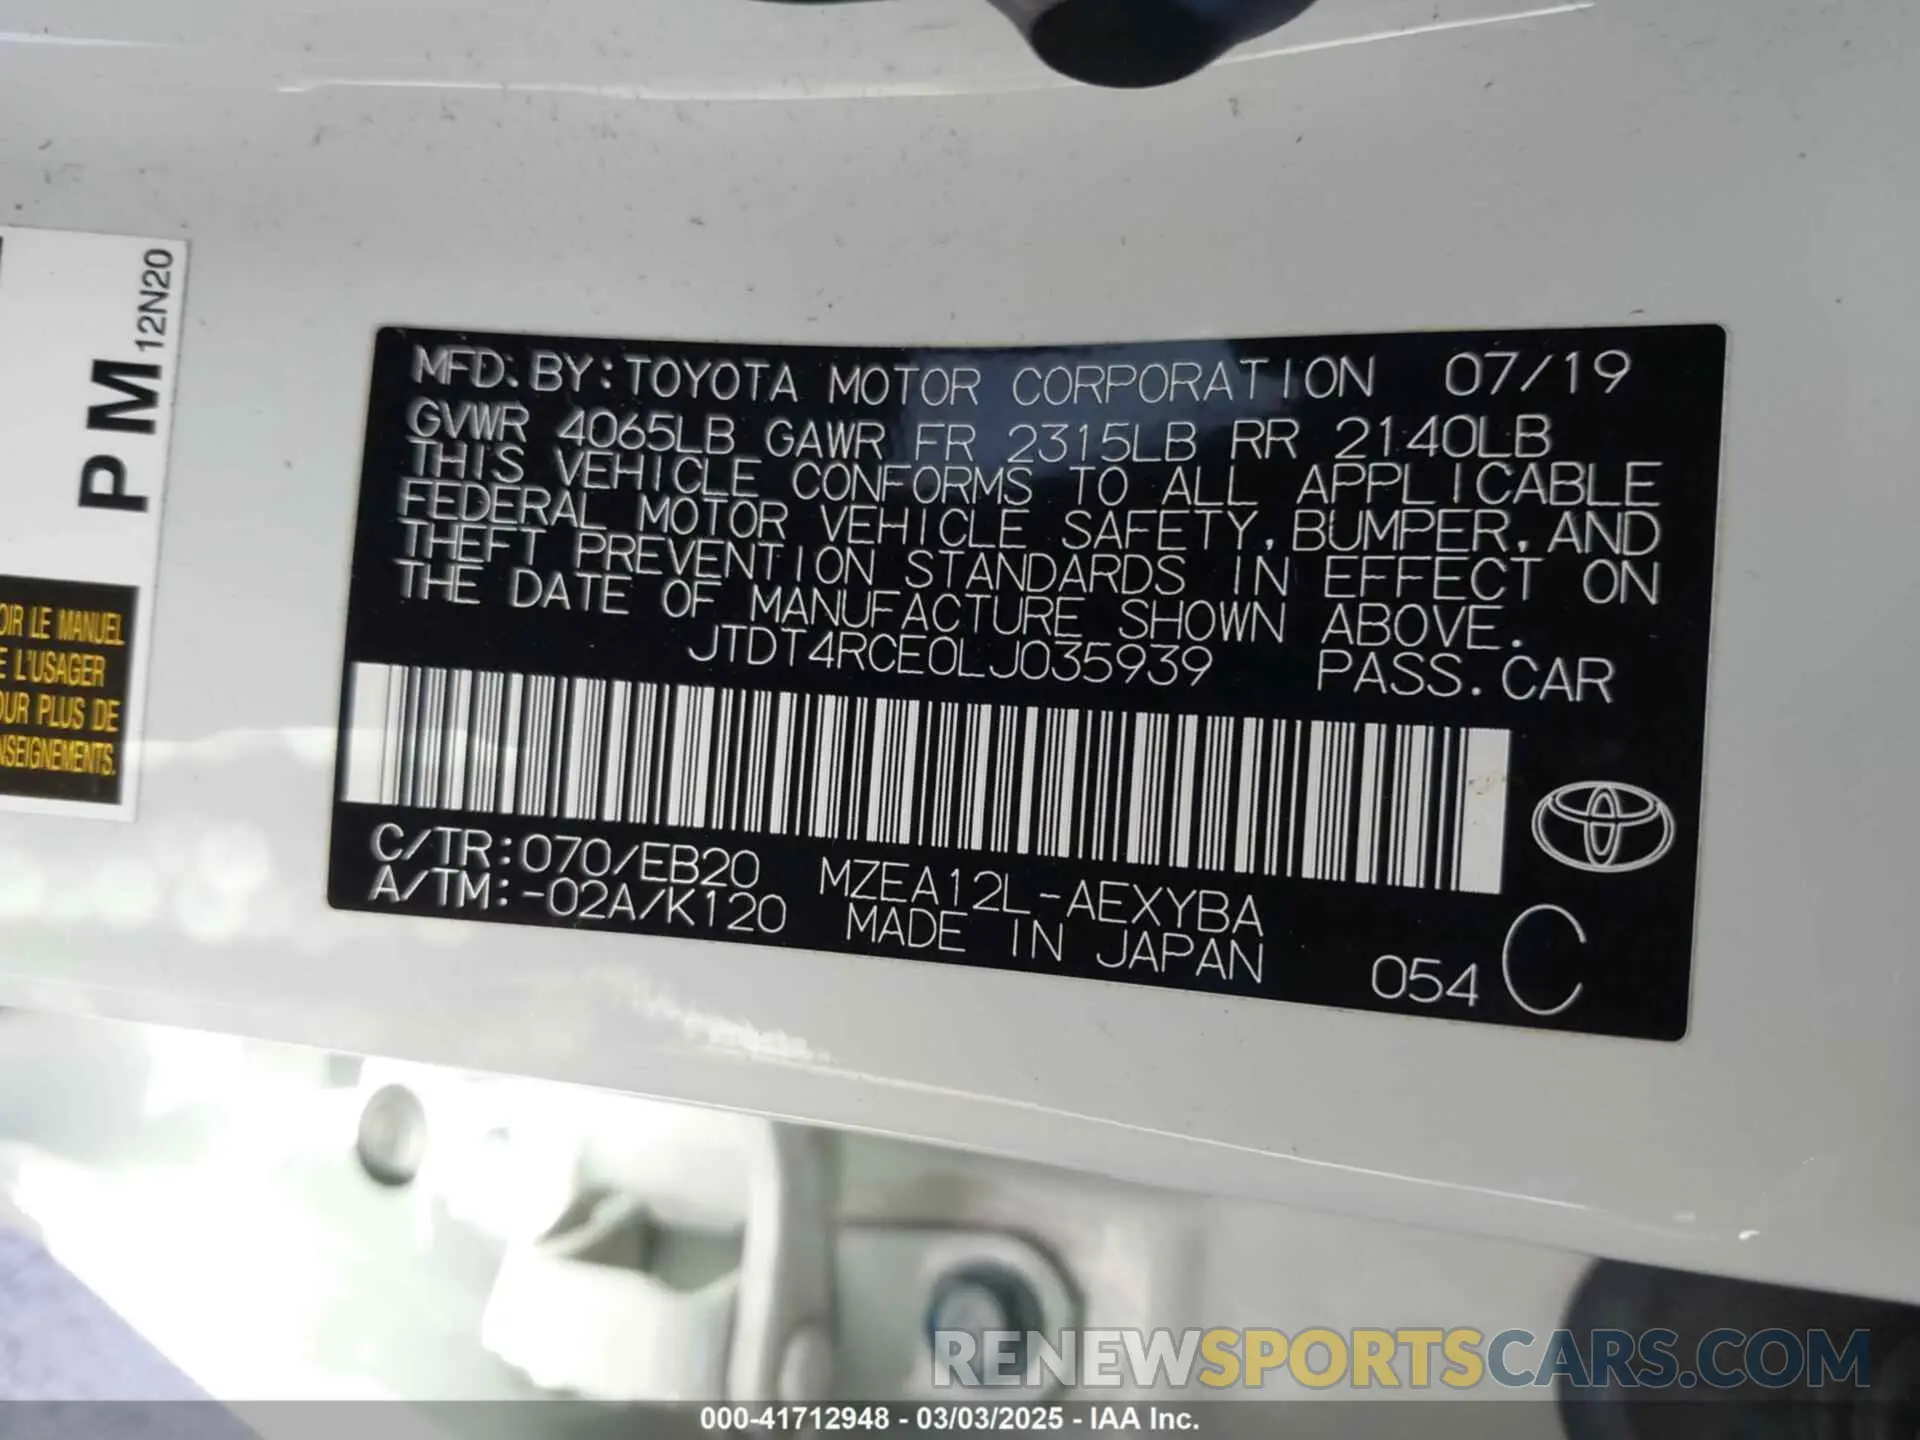 MFD. BY: TOYOTA MOTOR CORPORATION 07/19
GVWR 4065LB GAWR FR 2315LB RR 2140LB
THIS VEHICLE CONFORMS TO ALL APPLICABLE
FEDERAL MOTOR VEHICLE SAFETY, BUMPER, AND
THEFT PREVENTION STANDARDS IN EFFECT ON
THE DATE OF MANUFACTURE SHOWN ABOVE.
JTDT4RCE0LJ035939 PASS. CAR
C/TR: 070/EB20 MZEA12L-AEXYBA
A/TM: -02A/K120 MADE IN JAPAN
054 C
PM 12N20
LE MANUEL
L'USAGER
PLUS DE
RENEWSPORTSCARS.COM
000-41712948 - 03/03/2025 - IAA Inc.